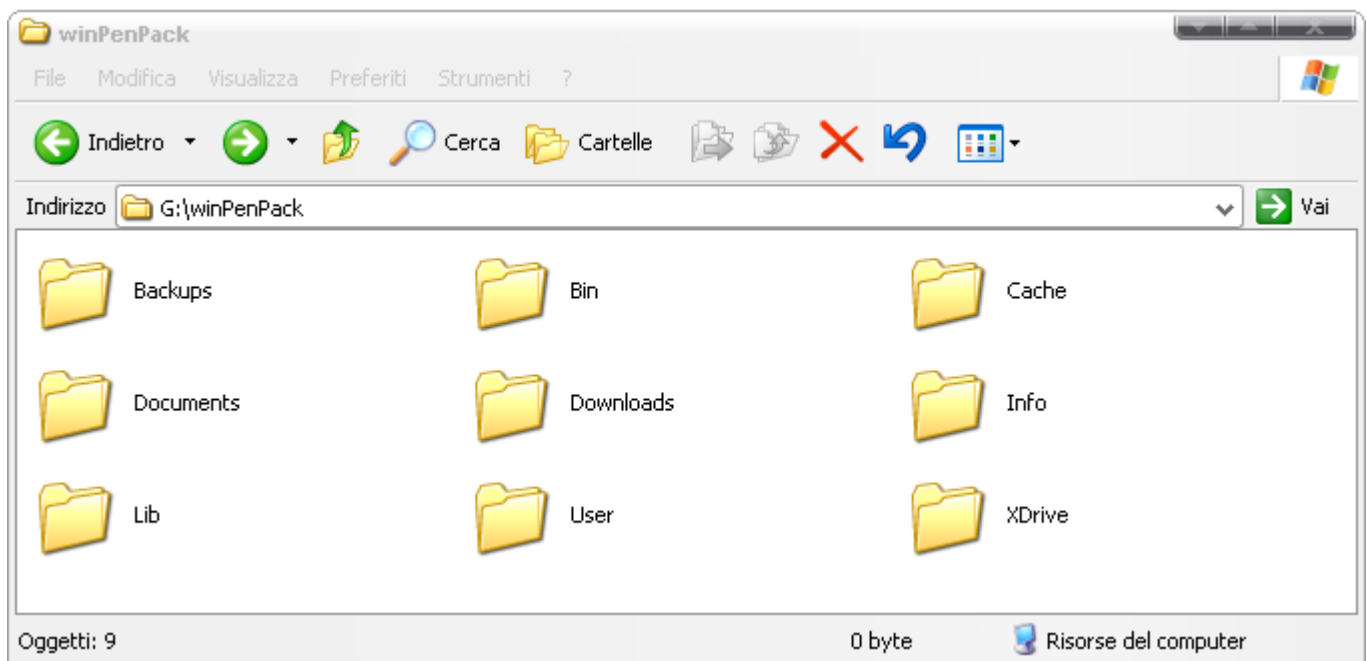 winPenPack
File Modifica Visualizza Preferiti Strumenti ?
Indietro Cerca Cartelle
Indirizzo G:\winPenPack Vai
Backups Bin Cache
Documents Downloads Info
Lib User XDrive
Oggetti: 9 0 byte Risorse del computer